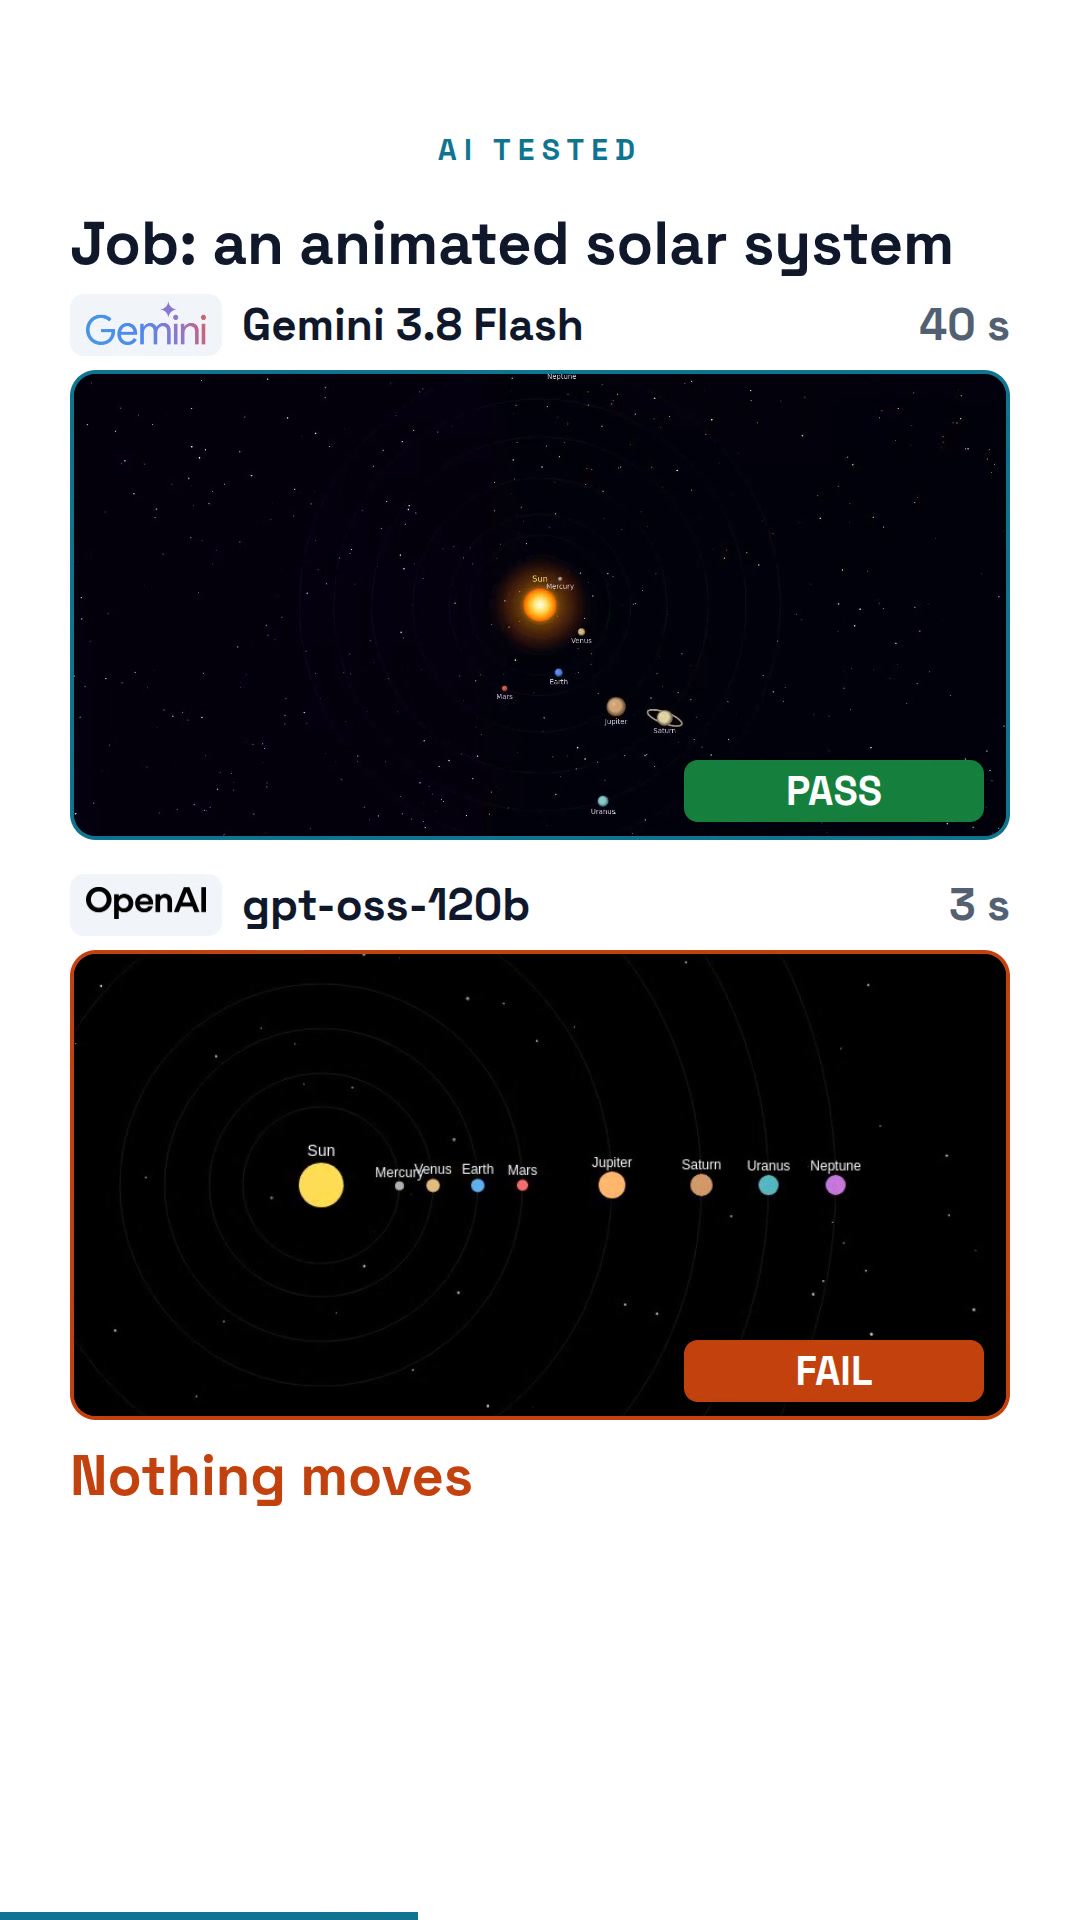 AI TESTED
Job: an animated solar system
Gemini Gemini 3.8 Flash 40 s
Neptune
Sun
Mercury
Venus
Earth
Mars
Jupiter
Saturn
Uranus
PASS
OpenAI gpt-oss-120b 3 s
Sun
Mercury Venus Earth Mars Jupiter Saturn Uranus Neptune
FAIL
Nothing moves